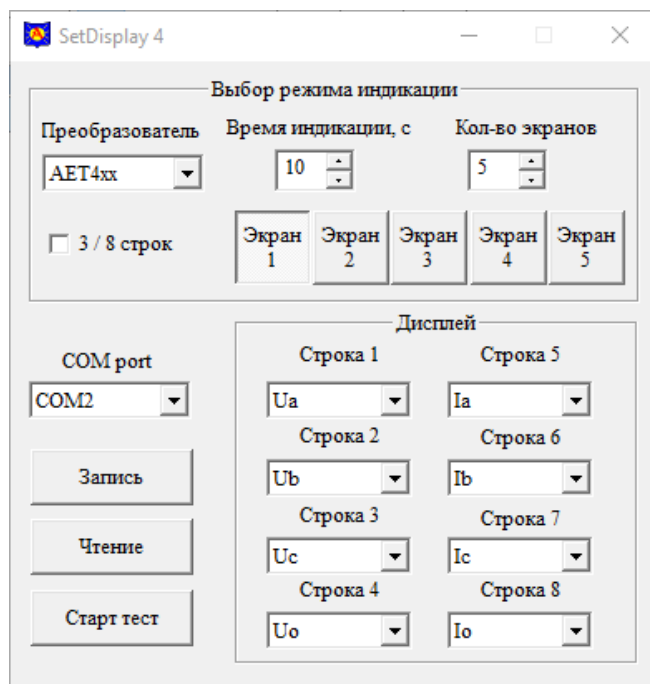 SetDisplay 4
Выбор режима индикации
Преобразователь
Время индикации, с
Кол-во экранов
AET4xx
10
5
3 / 8 строк
Экран 1
Экран 2
Экран 3
Экран 4
Экран 5
Дисплей
COM port
COM2
Запись
Чтение
Старт тест
Строка 1
Строка 5
Ua
Ia
Строка 2
Строка 6
Ub
Ib
Строка 3
Строка 7
Uc
Ic
Строка 4
Строка 8
Uo
Io